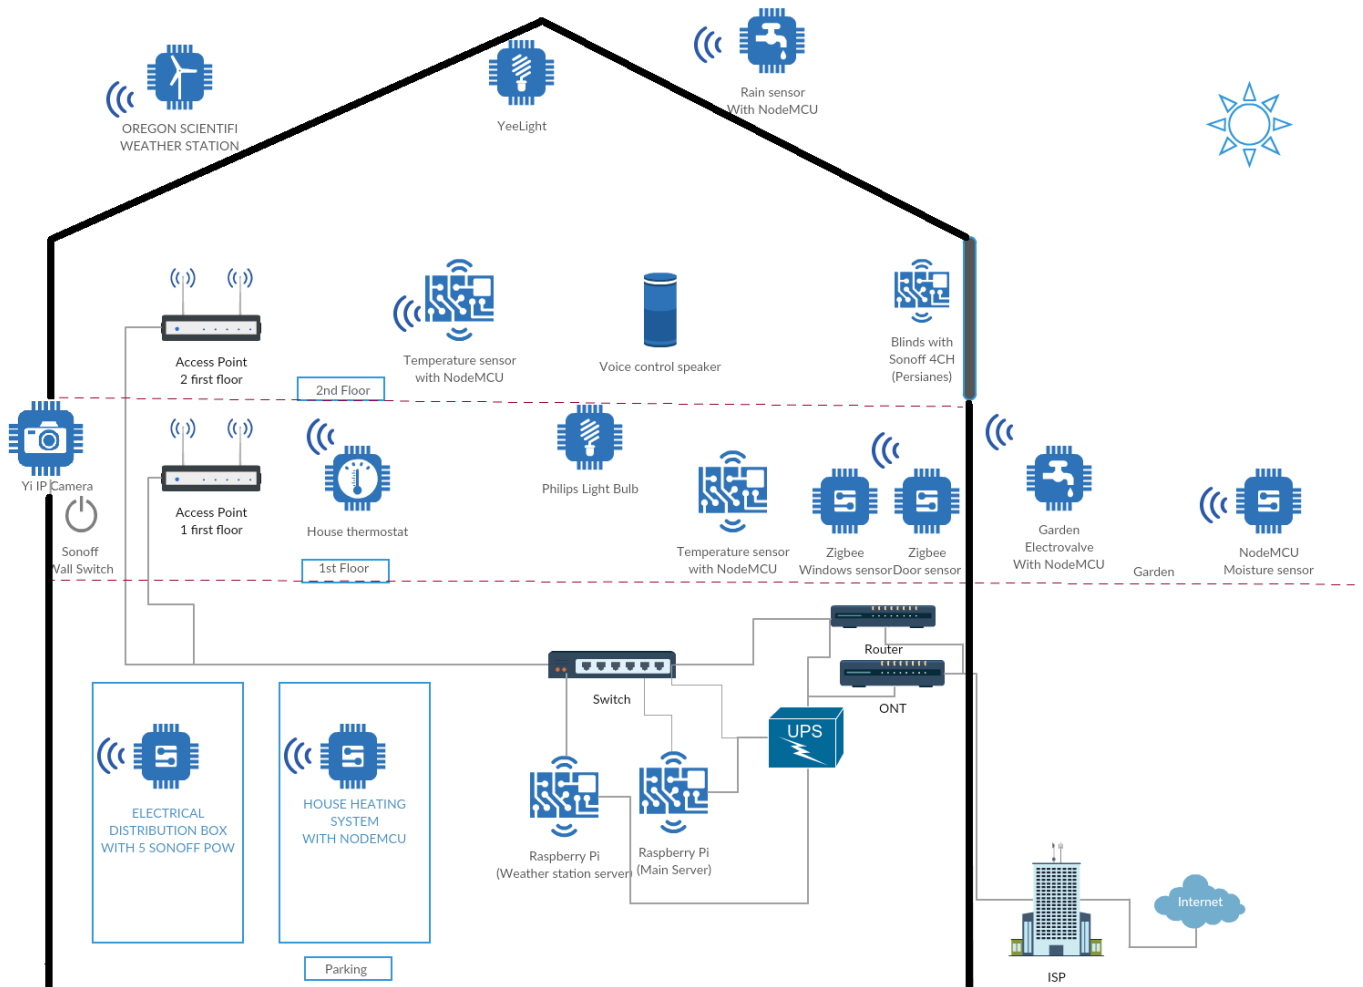 Rain sensor
With NodeMCU
OREGON SCIENTIFI
WEATHER STATION
YeeLight
Access Point
2 first floor
Temperature sensor
with NodeMCU
Voice control speaker
Blinds with
Sonoff 4CH
(Persianes)
2nd Floor
Yi IP Camera
Access Point
1 first floor
House thermostat
Philips Light Bulb
Sonoff
Wall Switch
Temperature sensor
with NodeMCU
Zigbee
Windows sensor
Zigbee
Door sensor
Garden
Electrovalve
With NodeMCU
NodeMCU
Moisture sensor
1st Floor
Garden
Router
Switch
ONT
UPS
ELECTRICAL
DISTRIBUTION BOX
WITH 5 SONOFF POW
HOUSE HEATING
SYSTEM
WITH NODEMCU
Raspberry Pi
(Weather station server)
Raspberry Pi
(Main Server)
Internet
Parking
ISP